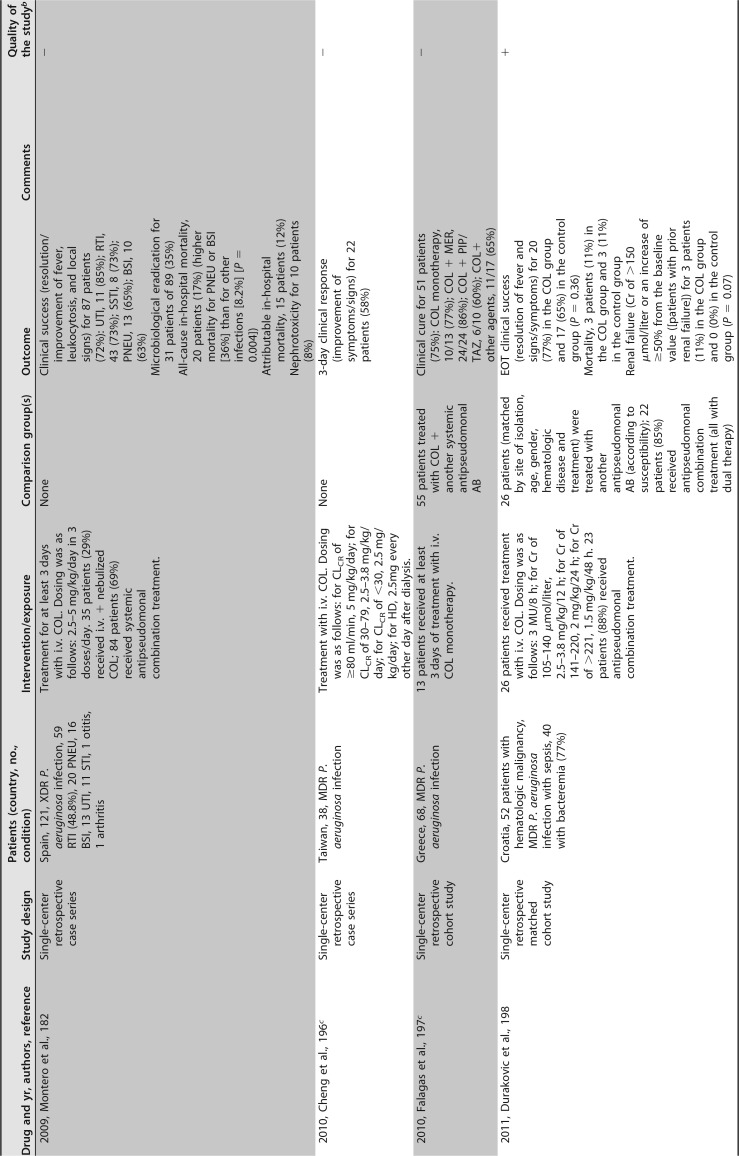 Drug and yr, authors, reference
Study design
Patients (country, no.,
condition)
Intervention/exposure
Comparison group(s)
Outcome
Comments
Quality of
the studyb
2009, Montero et al., 182
Single-center
retrospective
case series
Spain, 121, XDR P.
aeruginosa infection, 59
RTI (48.8%), 20 PNEU, 16
BSI, 13 UTI, 11 STI, 1 otitis,
1 arthritis
Treatment for at least 3 days
with i.v. COL. Dosing was as
follows: 2.5–5 mg/kg/day in 3
doses/day. 35 patients (29%)
received i.v. + nebulized
COL; 84 patients (69%)
received systemic
antipseudomonal
combination treatment.
None
Clinical success (resolution/
improvement of fever,
leukocytosis, and local
signs) for 87 patients
(72%); UTI, 11 (85%); RTI,
43 (73%); SSTI, 8 (73%);
PNEU, 13 (65%); BSI, 10
(63%)
Microbiological eradication for
31 patients of 89 (35%)
All-cause in-hospital mortality,
20 patients (17%) (higher
mortality for PNEU or BSI
[36%] than for other
infections [8.2%] [P =
0.004])
Attributable in-hospital
mortality, 15 patients (12%)
Nephrotoxicity for 10 patients
(8%)
–
2010, Cheng et al., 196c
Single-center
retrospective
case series
Taiwan, 38, MDR P.
aeruginosa infection
Treatment with i.v. COL. Dosing
was as follows: for CLCR of
≥80 ml/min, 5 mg/kg/day; for
CLCR of 30–79, 2.5–3.8 mg/kg/
day; for CLCR of <30, 2.5 mg/
kg/day; for HD, 2.5mg every
other day after dialysis.
None
3-day clinical response
(improvement of
symptoms/signs) for 22
patients (58%)
–
2010, Falagas et al., 197c
Single-center
retrospective
cohort study
Greece, 68, MDR P.
aeruginosa infection
13 patients received at least
3 days of treatment with i.v.
COL monotherapy.
55 patients treated
with COL +
another systemic
antipseudomonal
AB
Clinical cure for 51 patients
(75%); COL monotherapy,
10/13 (77%); COL + MER,
24/24 (86%); COL + PIP/
TAZ, 6/10 (60%); COL+
other agents, 11/17 (65%)
–
2011, Durakovic et al., 198
Single-center
retrospective
matched
cohort study
Croatia, 52 patients with
hematologic malignancy,
MDR P. aeruginosa
infection with sepsis, 40
with bacteremia (77%)
26 patients received treatment
with i.v. COL. Dosing was as
follows: 3 MU/8 h; for Cr of
105–140 μmol/liter,
2.5–3.8 mg/kg/12 h; for Cr of
141–220, 2 mg/kg/24 h; for Cr
of >221, 1.5 mg/kg/48 h. 23
patients (88%) received
antipseudomonal
combination treatment.
26 patients (matched
by site of isolation,
age, gender,
hematologic
disease and
treatment) were
treated with
another
antipseudomonal
AB (according to
susceptibility); 22
patients (85%)
received
antipseudomonal
combination
treatment (all with
dual therapy)
EOT clinical success
(resolution of fever and
signs/symptoms) for 20
(77%) in the COL group
and 17 (65%) in the control
group (P = 0.36)
Mortality, 3 patients (11%) in
the COL group and 3 (11%)
in the control group
Renal failure (Cr of >150
μmol/liter or an increase of
≥50% from the baseline
value ([patients with prior
renal failure]) for 3 patients
(11%) in the COL group
and 0 (0%) in the control
group (P = 0.07)
+